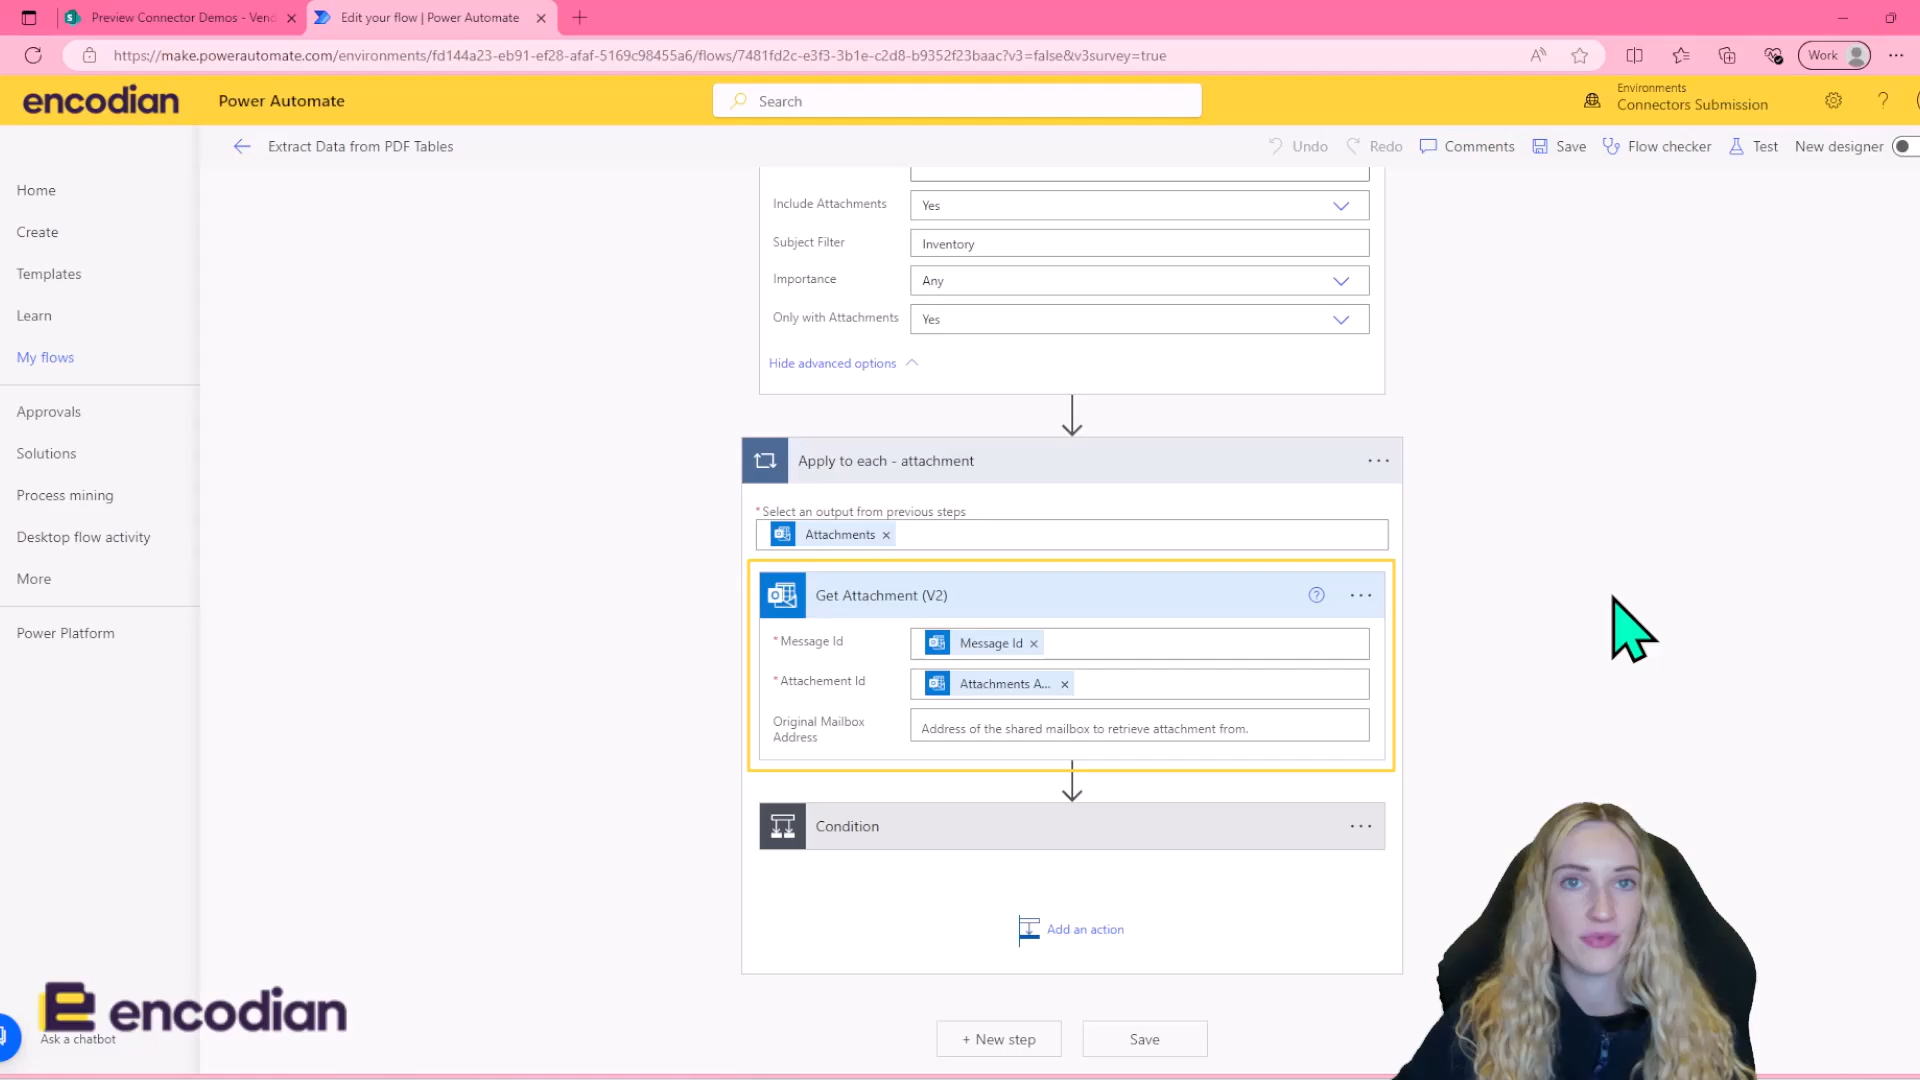 Preview Connector Demos - Vend
Edit your flow | Power Automate
https://make.powerautomate.com/environments/fd144a23-eb91-ef28-afaf-5169c98455a6/flows/7481fd2c-e3f3-3b1e-c2d8-b9352f23baac?v3=false&v3survey=true
Work
encodian
Power Automate
Search
Environments
Connectors Submission
Extract Data from PDF Tables
Undo
Redo
Comments
Save
Flow checker
Test
New designer
Home
Create
Templates
Learn
My flows
Approvals
Solutions
Process mining
Desktop flow activity
More
Power Platform
Include Attachments
Yes
Subject Filter
Inventory
Importance
Any
Only with Attachments
Yes
Hide advanced options
Apply to each - attachment
*Select an output from previous steps
Attachments
Get Attachment (V2)
*Message Id
Message Id
*Attachement Id
Attachments A...
Original Mailbox
Address
Address of the shared mailbox to retrieve attachment from.
Condition
Add an action
+ New step
Save
encodian
Ask a chatbot